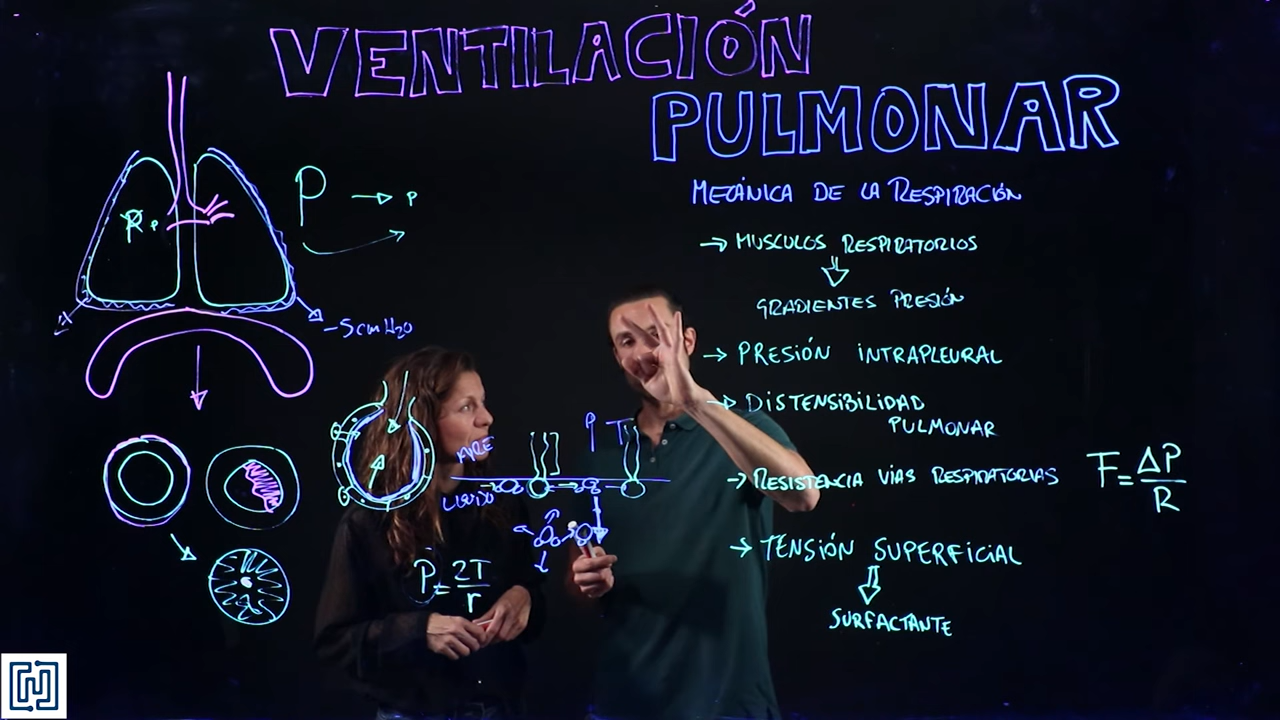 VENTILACIÓN
PULMONAR
MECÁNICA DE LA RESPIRACIÓN
→ MUSCULOS RESPIRATORIOS
GRADIENTES PRESIÓN
→ PRESIÓN INTRAPLEURAL
→ DISTENSIBILIDAD
PULMONAR
→ RESISTENCIA VÍAS RESPIRATORIAS
F = ΔP / R
→ TENSIÓN SUPERFICIAL
SURFACTANTE
P → P
-5cm H2O
AIRE
LIQUIDO
P = 2T / r